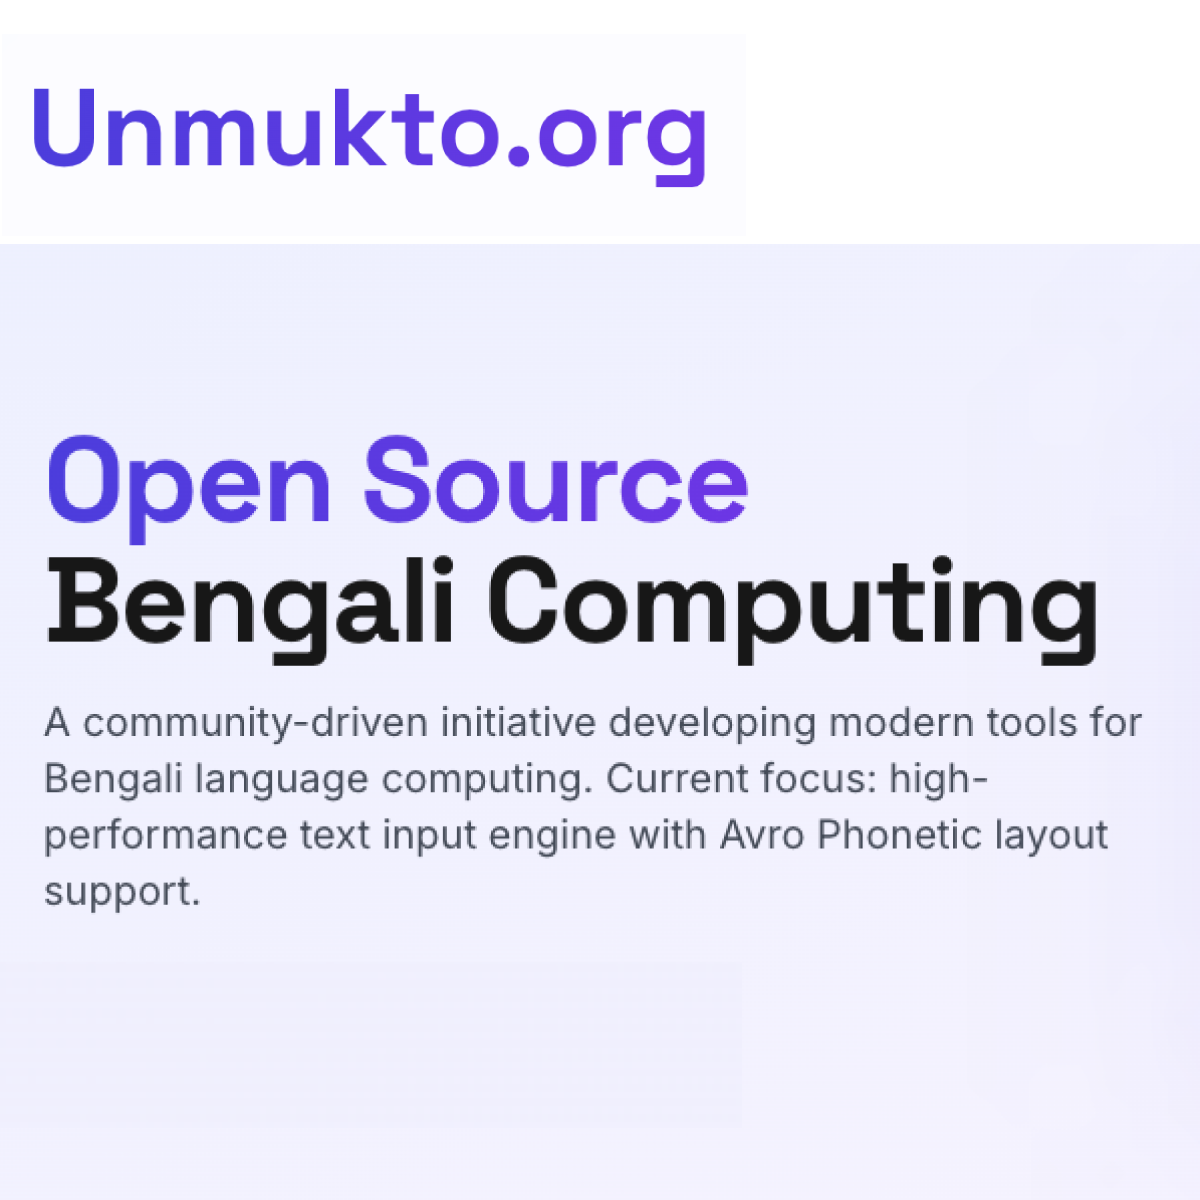 Unmukto.org
Open Source
Bengali Computing
A community-driven initiative developing modern tools for
Bengali language computing. Current focus: high-
performance text input engine with Avro Phonetic layout
support.